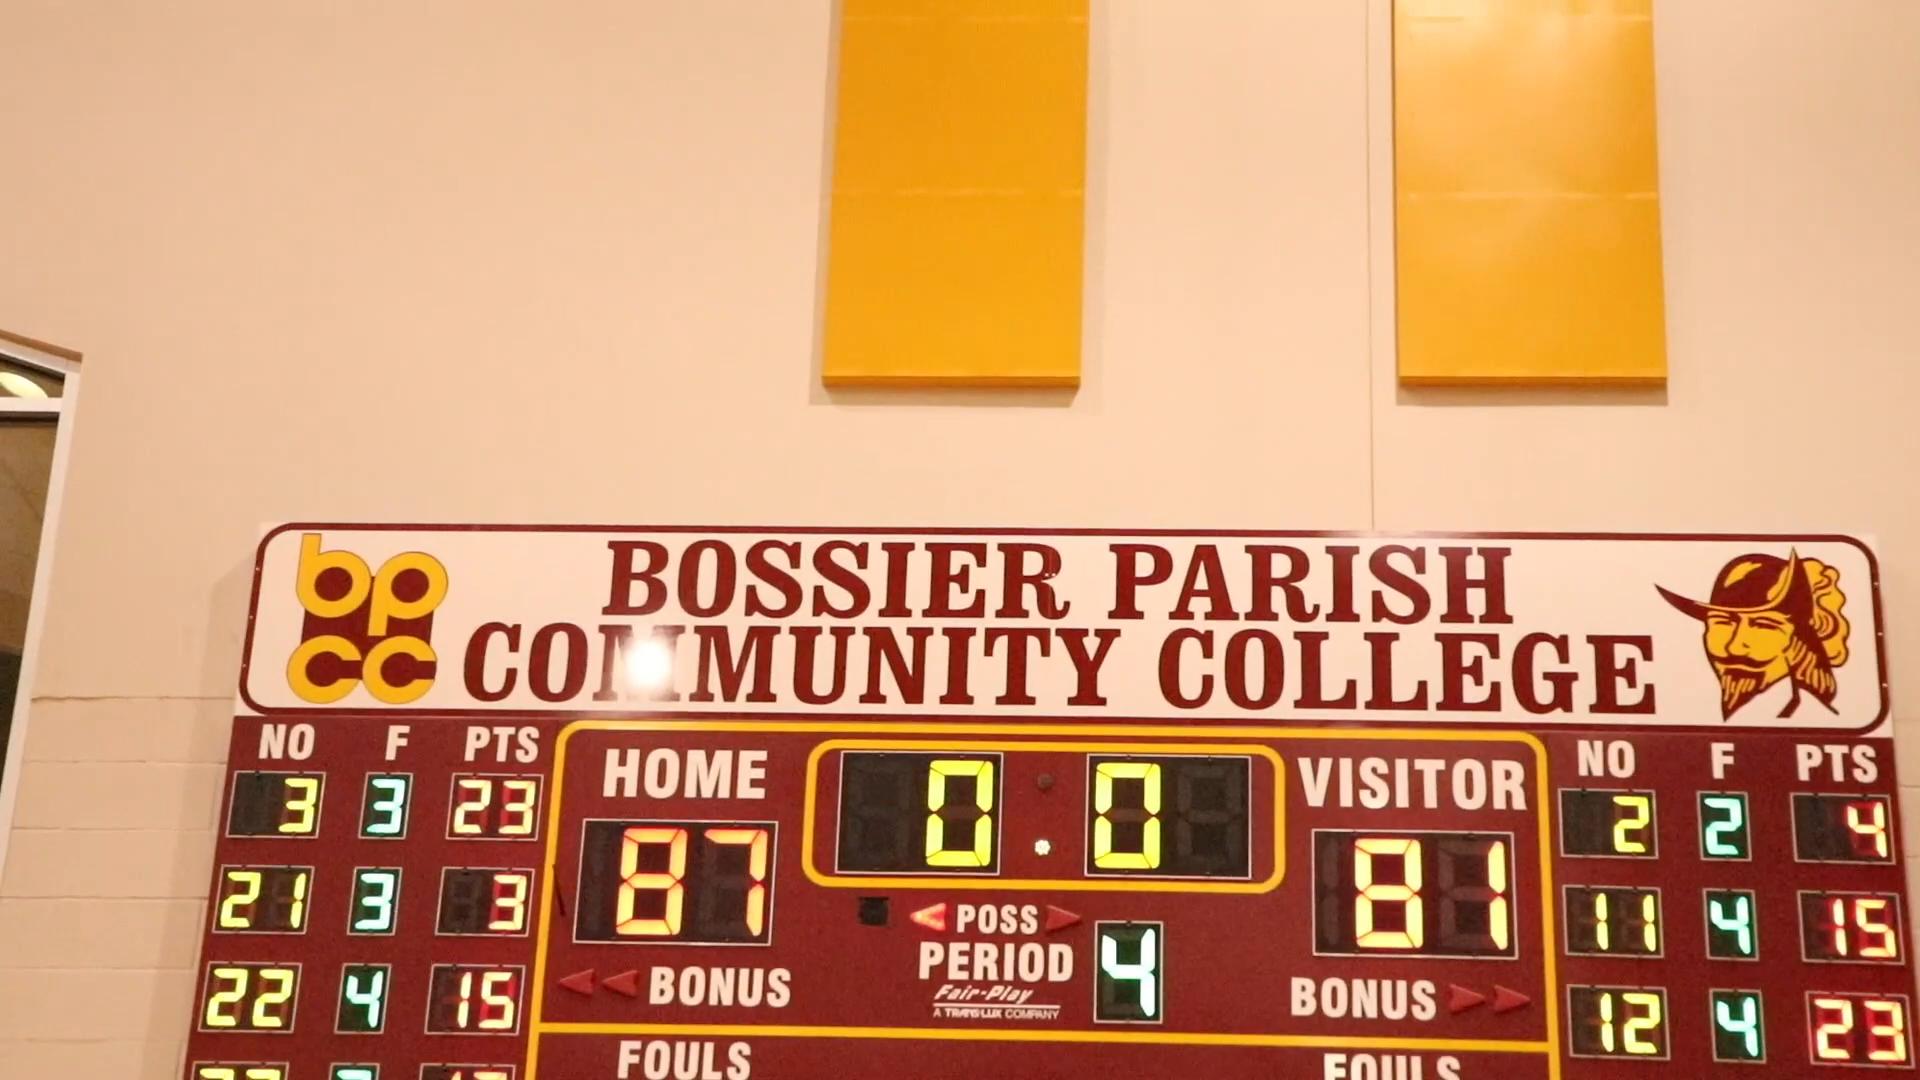 bp
cc
BOSSIER PARISH
COMMUNITY COLLEGE
NO F PTS
3 3 23
21 3 3
22 4 15
HOME
87
0.0
VISITOR
81
POSS
PERIOD 4
Fair-Play
A TRANS-LUX COMPANY
BONUS
BONUS
FOULS
FOULS
NO F PTS
2 2 4
11 4 15
12 4 23